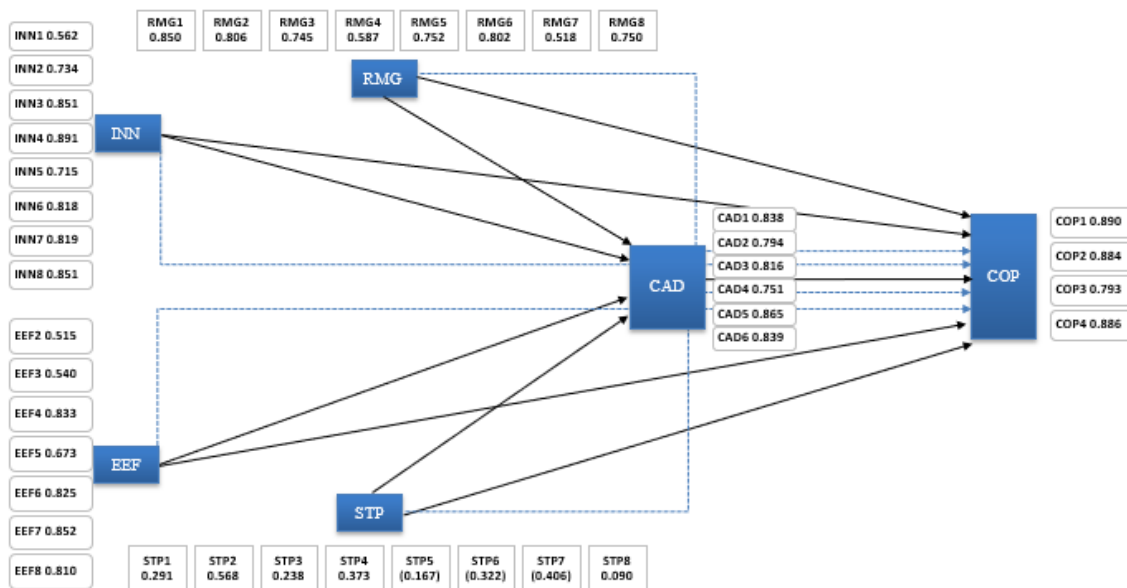 RMG1 RMG2 RMG3 RMG4 RMG5 RMG6 RMG7 RMG8
0.850 0.806 0.745 0.587 0.752 0.802 0.518 0.750
INN1 0.562
INN2 0.734
INN3 0.851
INN4 0.891
INN5 0.715
INN6 0.818
INN7 0.819
INN8 0.851
RMG
INN
CAD1 0.838
CAD2 0.794
CAD3 0.816
CAD4 0.751
CAD5 0.865
CAD6 0.839
CAD
COP
COP1 0.890
COP2 0.884
COP3 0.793
COP4 0.886
EEF2 0.515
EEF3 0.540
EEF4 0.833
EEF5 0.673
EEF6 0.825
EEF7 0.852
EEF8 0.810
EEF
STP
STP1 STP2 STP3 STP4 STP5 STP6 STP7 STP8
0.291 0.568 0.238 0.373 (0.167) (0.322) (0.406) 0.090